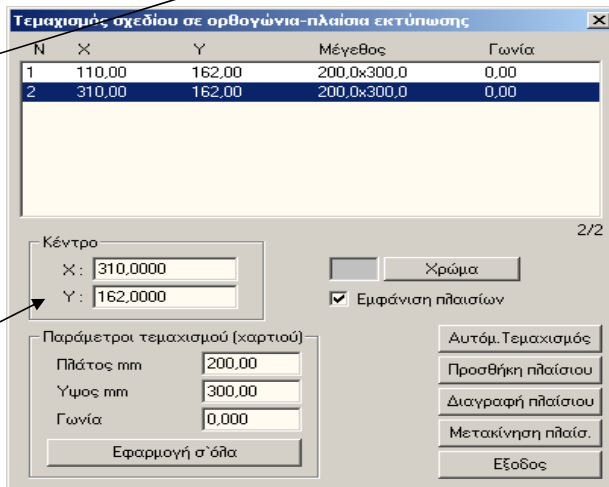 Τεμαχισμός σχεδίου σε ορθογώνια-πλαίσια εκτύπωσης
N X Y Μέγεθος Γωνία
1 110,00 162,00 200,0x300,0 0,00
2 310,00 162,00 200,0x300,0 0,00
2/2
Κέντρο
X: 310,0000
Y: 162,0000
Χρώμα
Εμφάνιση πλαισίων
Παράμετροι τεμαχισμού (χαρτιού)
Πλάτος mm 200,00
Υψος mm 300,00
Γωνία 0,000
Εφαρμογή σ`όλα
Αυτόμ.Τεμαχισμός
Προσθήκη πλαίσιου
Διαγραφή πλαίσιου
Μετακίνηση πλαίσ.
Εξοδος